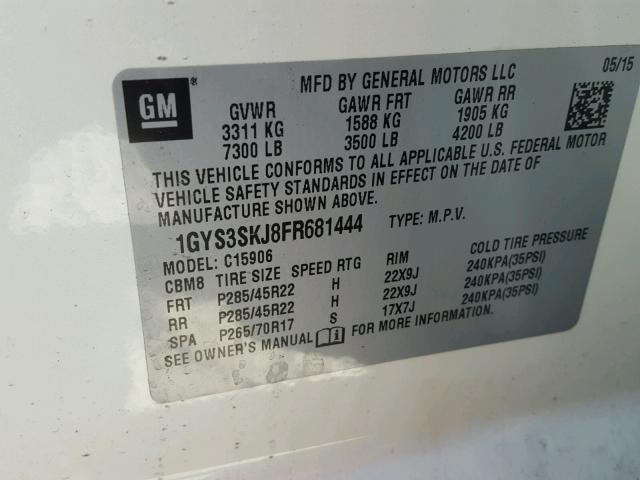 MFD BY GENERAL MOTORS LLC 05/15
GM GVWR GAWR FRT GAWR RR
3311 KG 1588 KG 1905 KG
7300 LB 3500 LB 4200 LB
THIS VEHICLE CONFORMS TO ALL APPLICABLE U.S. FEDERAL MOTOR
VEHICLE SAFETY STANDARDS IN EFFECT ON THE DATE OF
MANUFACTURE SHOWN ABOVE.
1GYS3SKJ8FR681444 TYPE: M.P.V.
MODEL: C15906
CBM8 TIRE SIZE SPEED RTG RIM COLD TIRE PRESSURE
FRT P285/45R22 H 22X9J 240KPA(35PSI)
RR P285/45R22 H 22X9J 240KPA(35PSI)
SPA P265/70R17 S 17X7J 240KPA(35PSI)
SEE OWNER'S MANUAL FOR MORE INFORMATION.